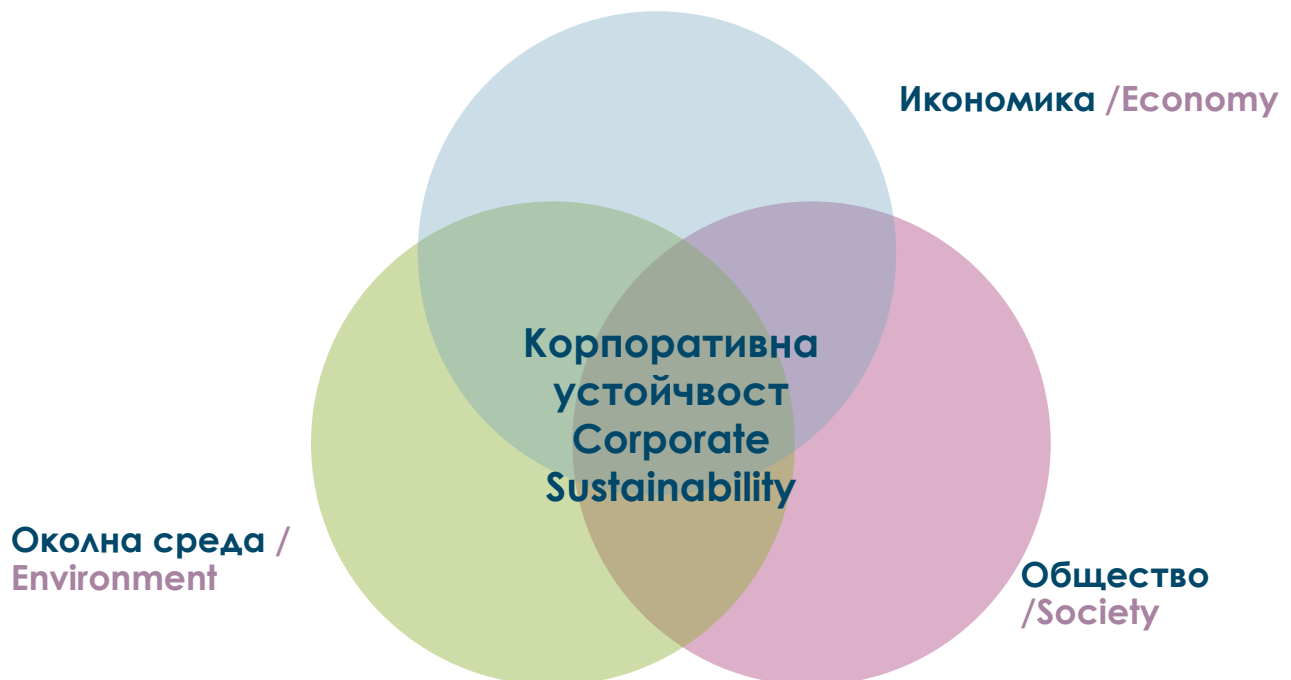 Икономика /Economy
Корпоративна
устойчвост
Corporate
Sustainability
Околна среда /
Environment
Общество
/Society